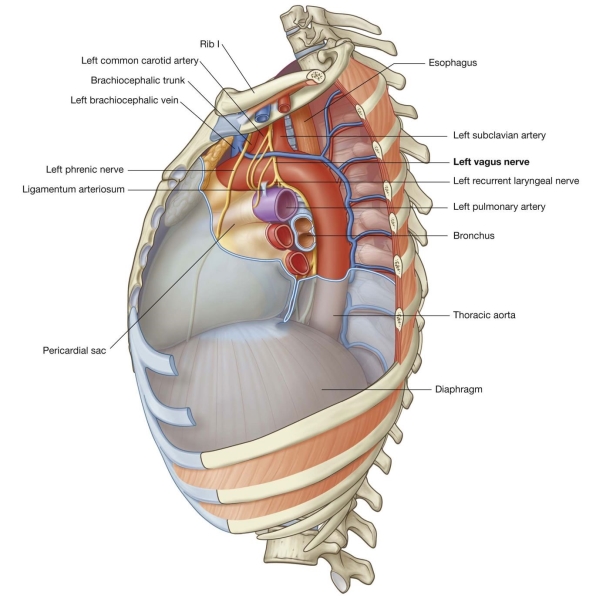 Rib I
Left common carotid artery
Brachiocephalic trunk
Left brachiocephalic vein
Left phrenic nerve
Ligamentum arteriosum
Pericardial sac
Esophagus
Left subclavian artery
Left vagus nerve
Left recurrent laryngeal nerve
Left pulmonary artery
Bronchus
Thoracic aorta
Diaphragm